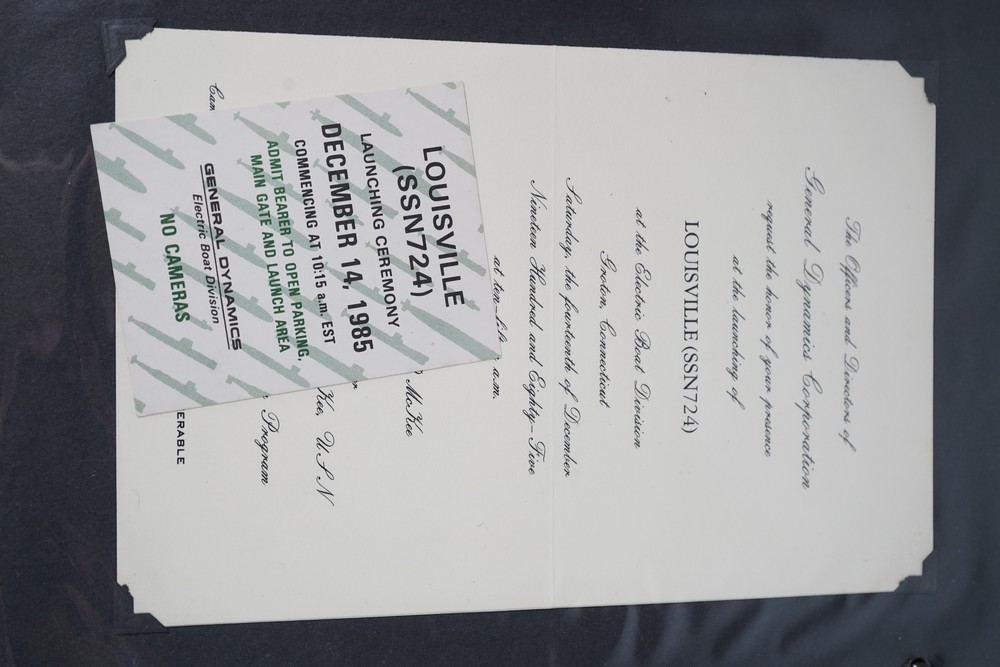 The Officers and Directors of
General Dynamics Corporation
request the honor of your presence
at the launching of
LOUISVILLE (SSN724)
at the Electric Boat Division
Groton, Connecticut
Saturday, the fourteenth of December
Nineteen Hundred and Eighty-Five
at ten a.m.
McKee
Kee, USN
Program
ERABLE
LOUISVILLE
(SSN724)
LAUNCHING CEREMONY
DECEMBER 14, 1985
COMMENCING AT 10:15 a.m. EST
ADMIT BEARER TO OPEN PARKING,
MAIN GATE AND LAUNCH AREA
GENERAL DYNAMICS
Electric Boat Division
NO CAMERAS